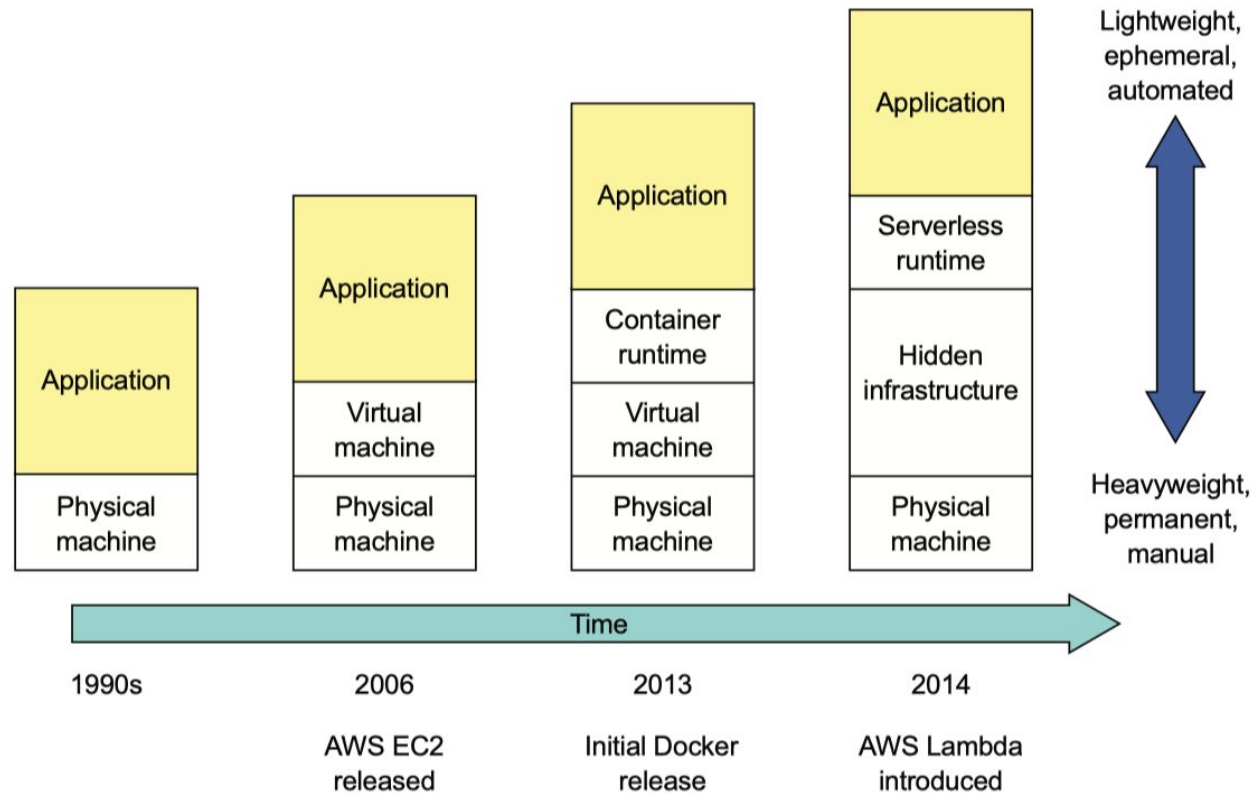 Application
Physical
machine
Application
Virtual
machine
Physical
machine
Application
Container
runtime
Virtual
machine
Physical
machine
Application
Serverless
runtime
Hidden
infrastructure
Physical
machine
Lightweight,
ephemeral,
automated
Heavyweight,
permanent,
manual
Time
1990s
2006
AWS EC2
released
2013
Initial Docker
release
2014
AWS Lambda
introduced